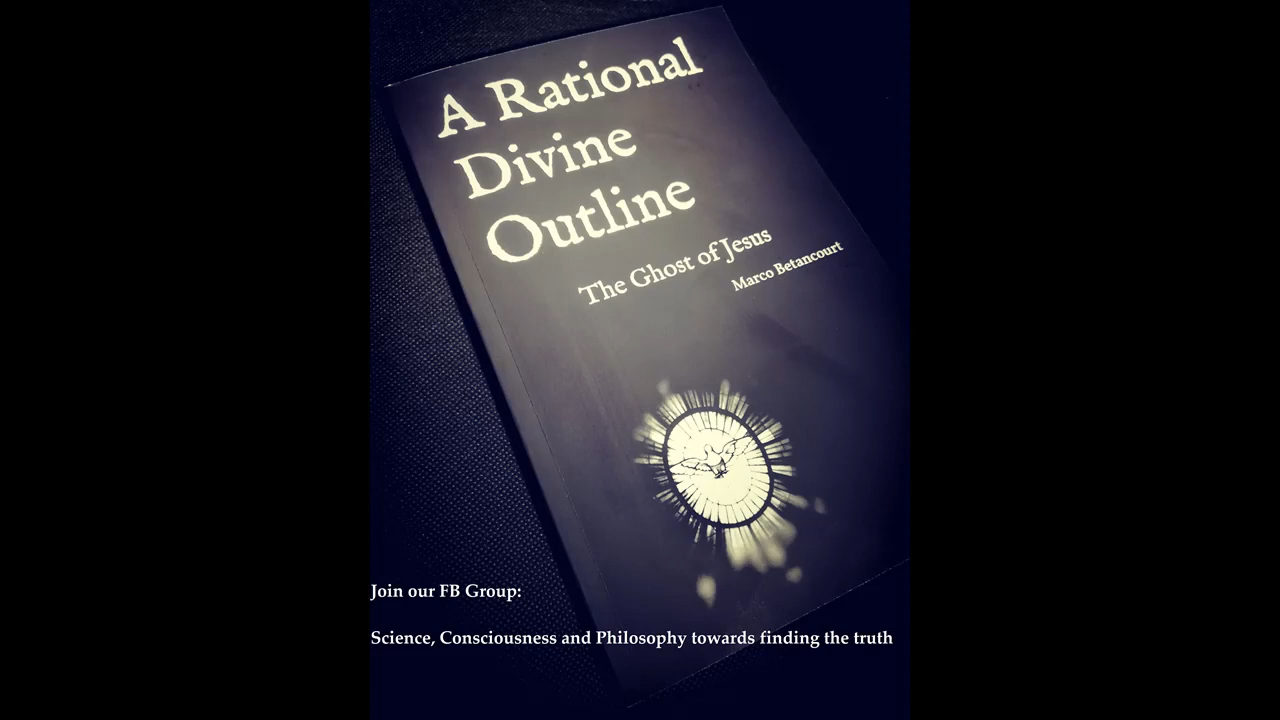 A Rational
Divine
Outline
The Ghost of Jesus
Marco Betancourt
Join our FB Group:
Science, Consciousness and Philosophy towards finding the truth